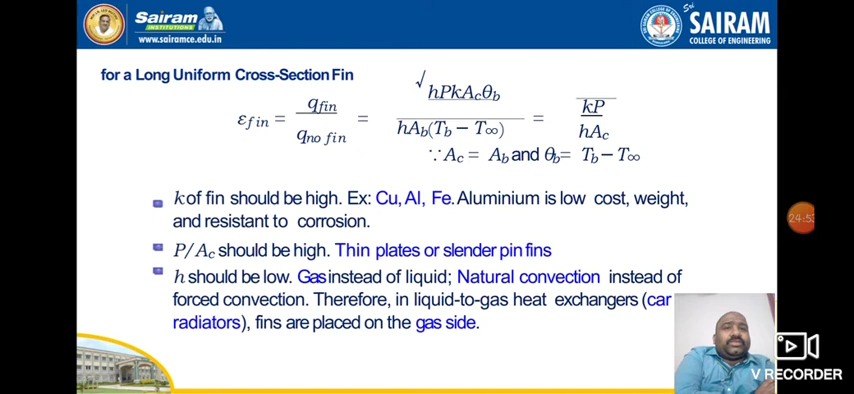 Sairam
INSTITUTIONS
www.sairamce.edu.in
Sri
SAIRAM
COLLEGE OF ENGINEERING
for a Long Uniform Cross-Section Fin
ε_fin = q_fin / q_no fin = √hPkA_cθ_b / hA_b(T_b − T∞) = kP / hA_c
∵ A_c = A_b and θ_b = T_b − T∞
k of fin should be high. Ex: Cu, Al, Fe. Aluminium is low cost, weight,
and resistant to corrosion.
P/A_c should be high. Thin plates or slender pin fins
h should be low. Gas instead of liquid; Natural convection instead of
forced convection. Therefore, in liquid-to-gas heat exchangers (car
radiators), fins are placed on the gas side.
24:53
V RECORDER